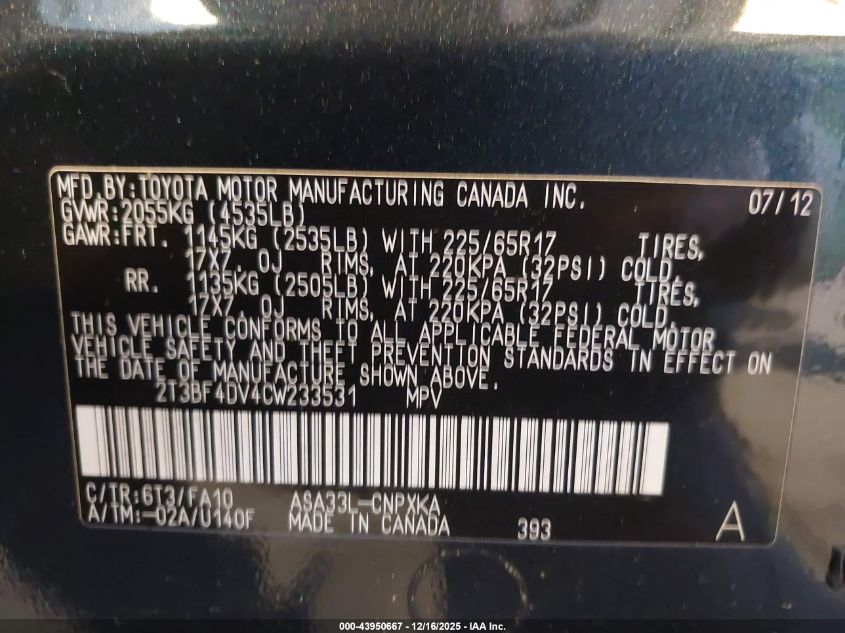 MFD.BY:TOYOTA MOTOR MANUFACTURING CANADA INC. 07/12
GVWR:2055KG (4535LB)
GAWR:FRT. 1145KG (2535LB) WITH 225/65R17 TIRES,
17X7.0J RIMS, AT 220KPA (32PSI) COLD,
RR. 1135KG (2505LB) WITH 225/65R17 TIRES,
17X7.0J RIMS, AT 220KPA (32PSI) COLD,
THIS VEHICLE CONFORMS TO ALL APPLICABLE FEDERAL MOTOR
VEHICLE SAFETY AND THEFT PREVENTION STANDARDS IN EFFECT ON
THE DATE OF MANUFACTURE SHOWN ABOVE.
2T3BF4DV4CW233531 MPV
C/TR:6T3/FA10 ASA33L-CNPXKA
A/TM:-02A/U140F MADE IN CANADA 393 A
000-43950667 - 12/16/2025 - IAA Inc.